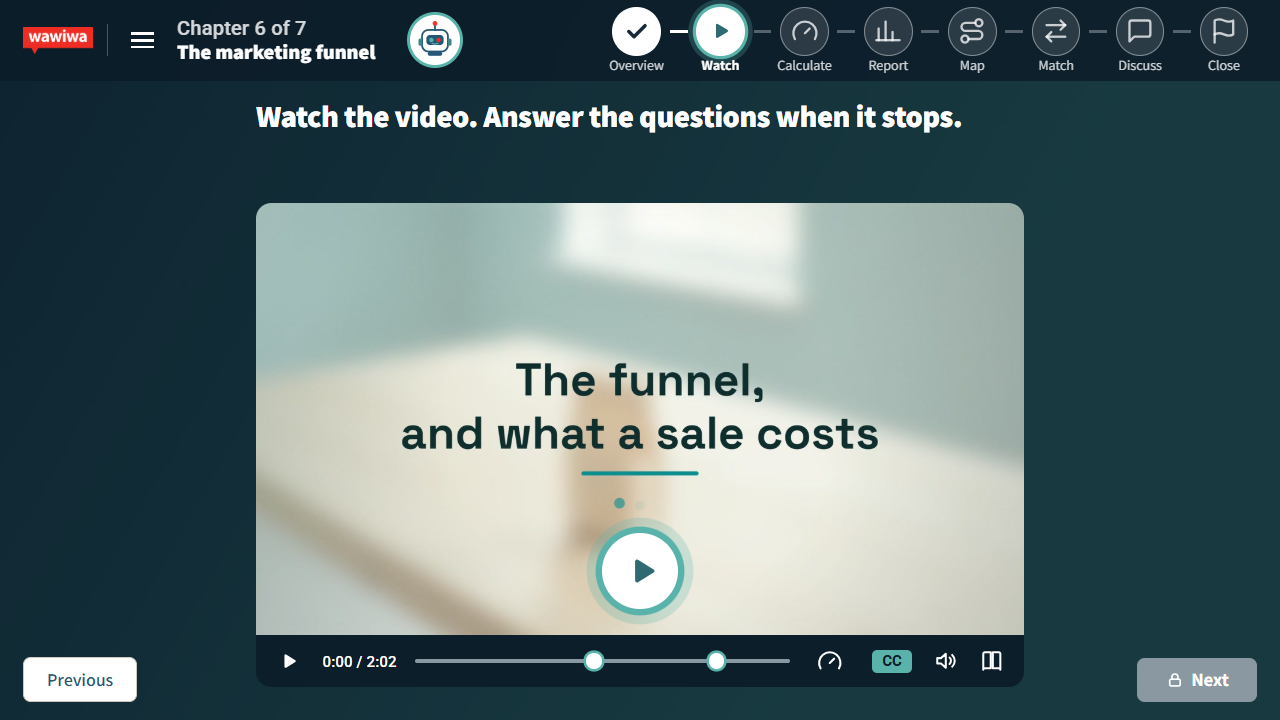 wawiwa
Chapter 6 of 7
The marketing funnel
Overview
Watch
Calculate
Report
Map
Match
Discuss
Close
Watch the video. Answer the questions when it stops.
The funnel,
and what a sale costs
0:00 / 2:02
CC
Previous
Next